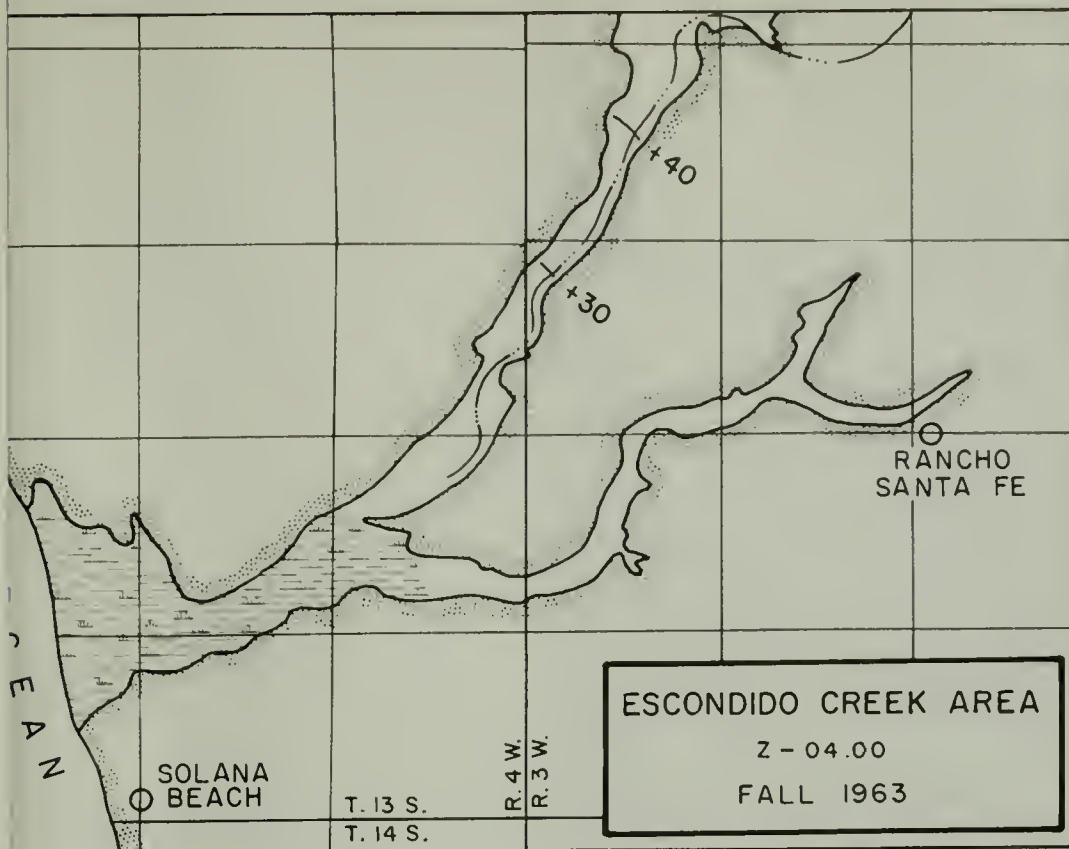 +40
+30
RANCHO
SANTA FE
ESCONDIDO CREEK AREA
Z-04.00
FALL 1963
SOLANA
BEACH
R. 4 W.
R. 3 W.
T. 13 S.
T. 14 S.